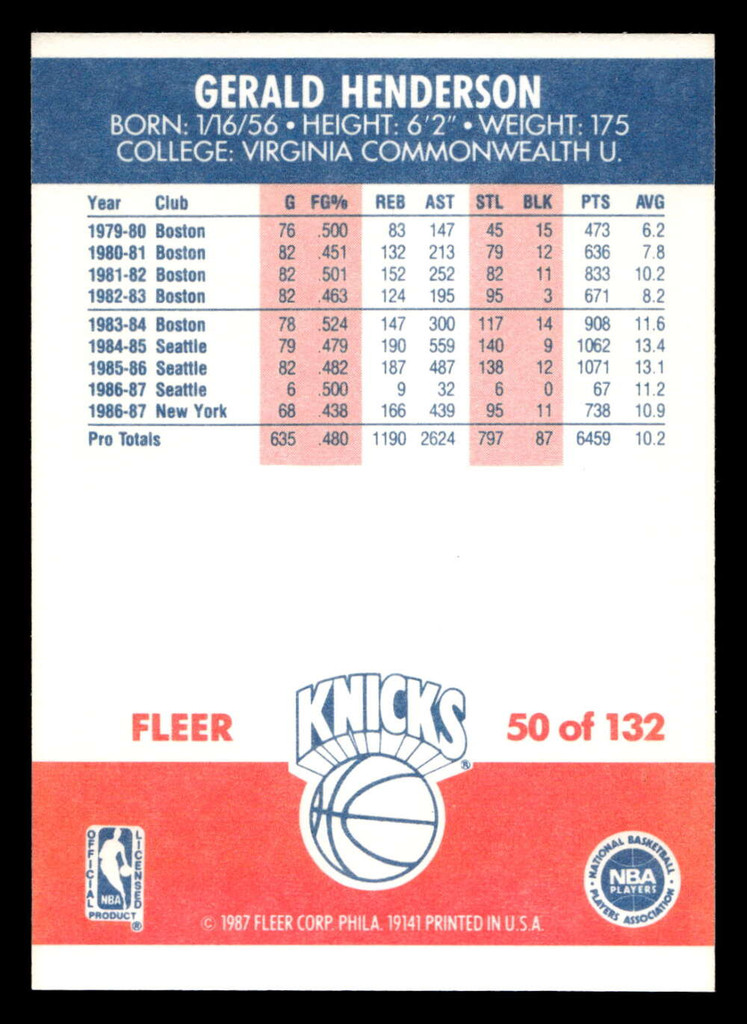 GERALD HENDERSON
BORN: 1/16/56 • HEIGHT: 6'2" • WEIGHT: 175
COLLEGE: VIRGINIA COMMONWEALTH U.
Year Club G FG% REB AST STL BLK PTS AVG
1979-80 Boston 76 .500 83 147 45 15 473 6.2
1980-81 Boston 82 .451 132 213 79 12 636 7.8
1981-82 Boston 82 .501 152 252 82 11 833 10.2
1982-83 Boston 82 .463 124 195 95 3 671 8.2
1983-84 Boston 78 .524 147 300 117 14 908 11.6
1984-85 Seattle 79 .479 190 559 140 9 1062 13.4
1985-86 Seattle 82 .482 187 487 138 12 1071 13.1
1986-87 Seattle 6 .500 9 32 6 0 67 11.2
1986-87 New York 68 .438 166 439 95 11 738 10.9
Pro Totals 635 .480 1190 2624 797 87 6459 10.2
KNICKS ®
FLEER
50 of 132
OFFICIAL LICENSED
NBA
PRODUCT ®
NATIONAL BASKETBALL
NBA
PLAYERS
PLAYERS ASSOCIATION
© 1987 FLEER CORP. PHILA. 19141 PRINTED IN U.S.A.